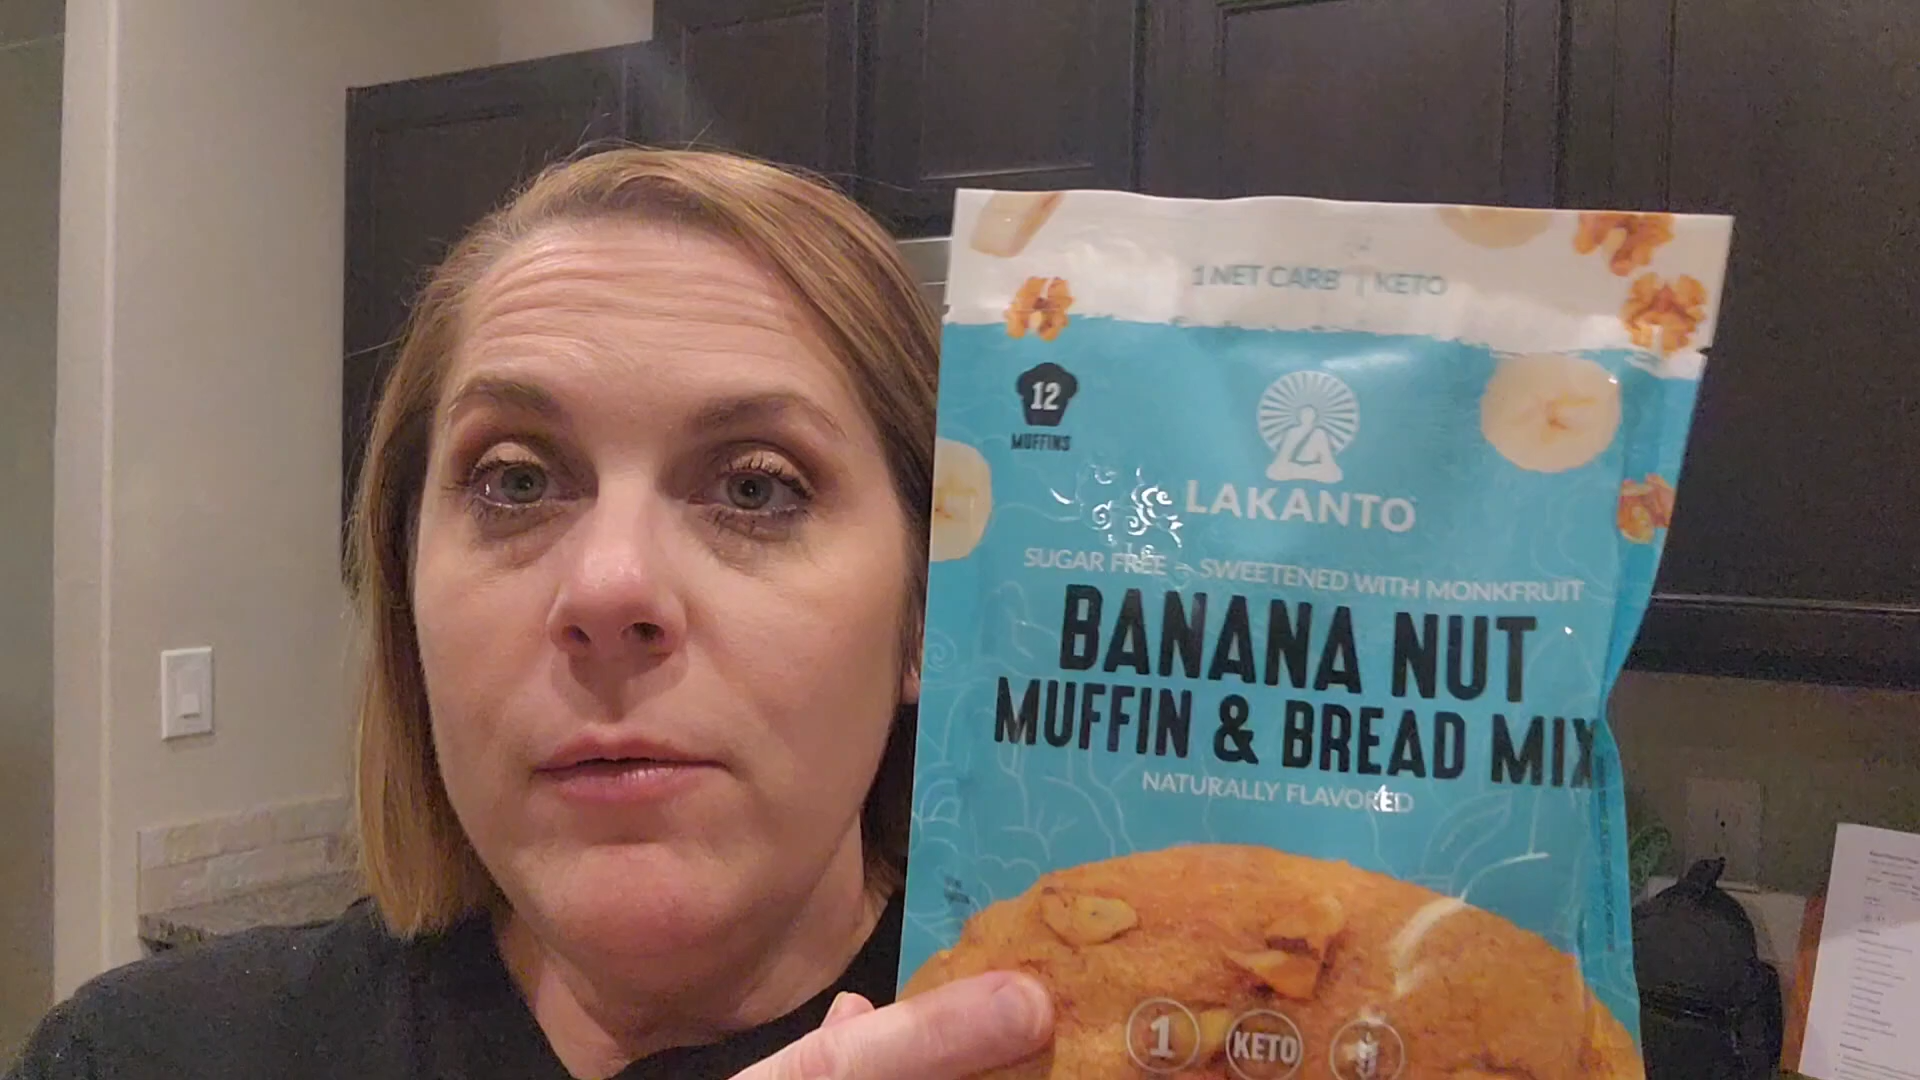 1 NET CARB | KETO
12
MUFFINS
LAKANTO
SUGAR FREE - SWEETENED WITH MONKFRUIT
BANANA NUT
MUFFIN & BREAD MIX
NATURALLY FLAVORED
1
KETO